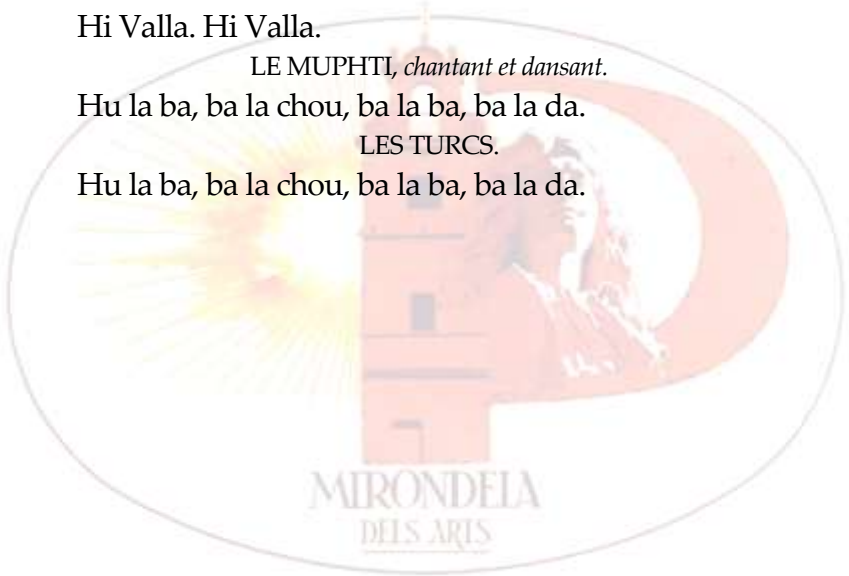 Hi Valla. Hi Valla.
LE MUPHTI, chantant et dansant.
Hu la ba, ba la chou, ba la ba, ba la da.
LES TURCS.
Hu la ba, ba la chou, ba la ba, ba la da.
MIRONDELA
DELS ARTS